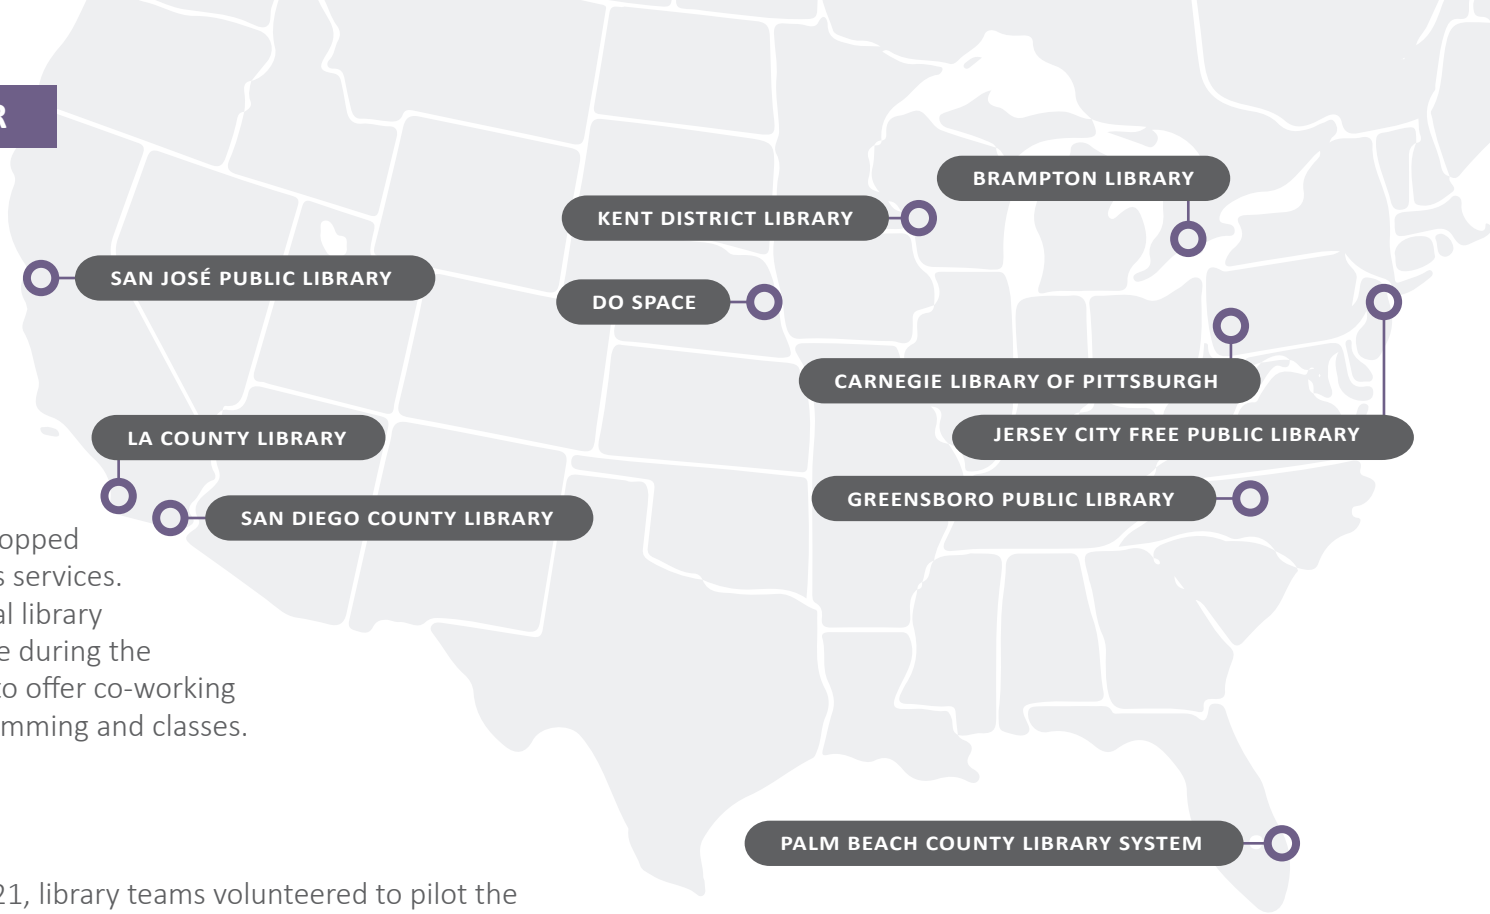 R
BRAMPTON LIBRARY
KENT DISTRICT LIBRARY
SAN JOSÉ PUBLIC LIBRARY
DO SPACE
CARNEGIE LIBRARY OF PITTSBURGH
JERSEY CITY FREE PUBLIC LIBRARY
LA COUNTY LIBRARY
GREENSBORO PUBLIC LIBRARY
SAN DIEGO COUNTY LIBRARY
opped
s services.
al library
e during the
to offer co-working
mming and classes.
PALM BEACH COUNTY LIBRARY SYSTEM
21, library teams volunteered to pilot the